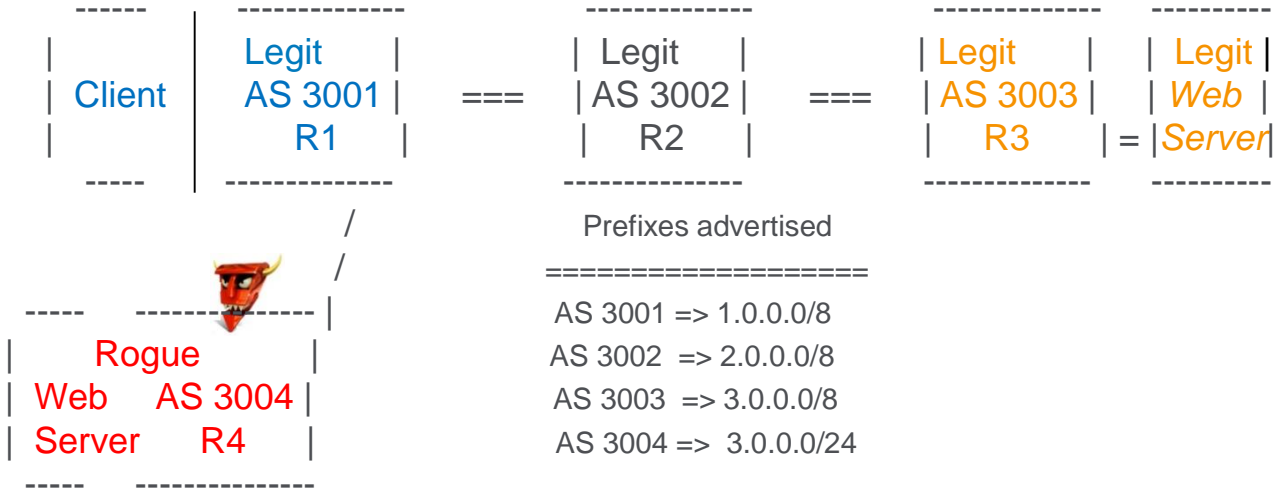 ------ -------------- -------------- -------------- ----------
| Legit | | Legit | | Legit | | Legit |
| Client AS 3001 | === | AS 3002 | === | AS 3003 | | Web |
| R1 | | R2 | | R3 | = |Server|
----- -------------- --------------- -------------- ----------
/ Prefixes advertised
/ ===================
----- --------------- | AS 3001 => 1.0.0.0/8
| Rogue | AS 3002 => 2.0.0.0/8
| Web AS 3004 | AS 3003 => 3.0.0.0/8
| Server R4 | AS 3004 => 3.0.0.0/24
----- ---------------